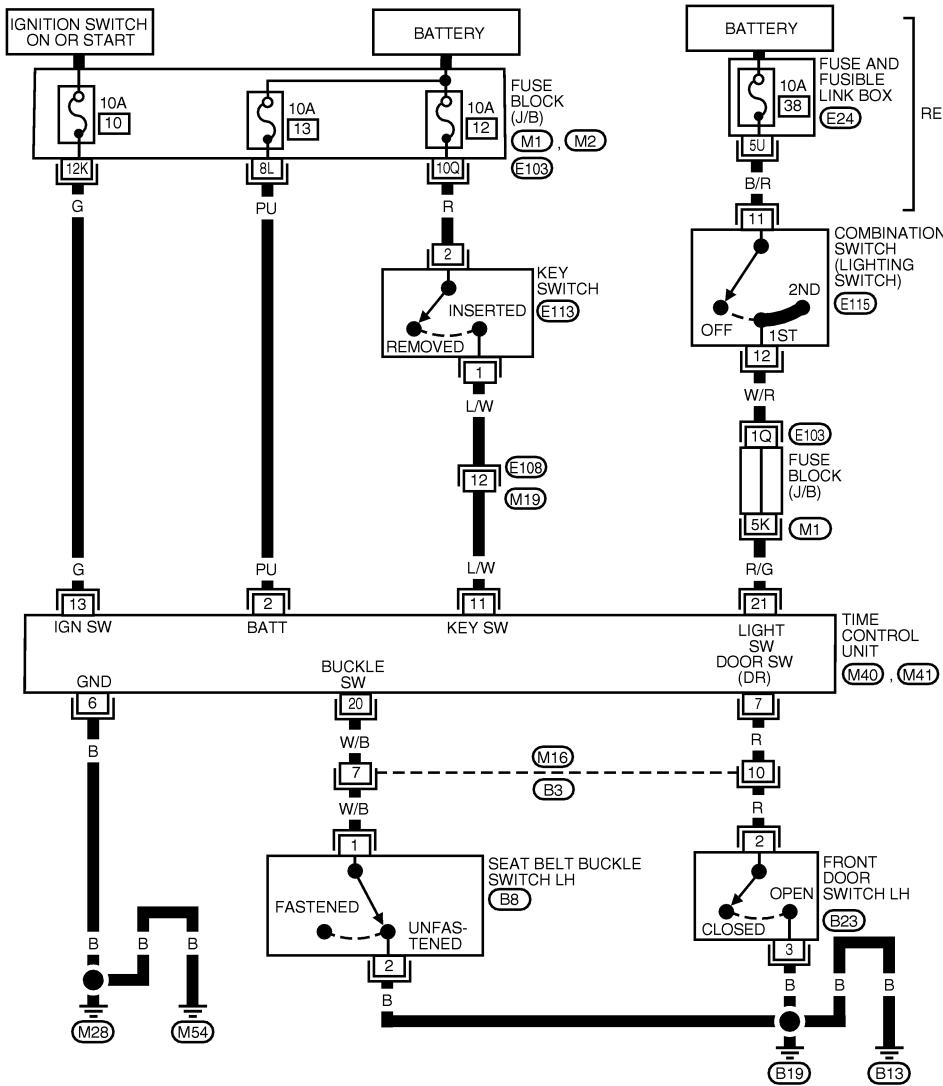 IGNITION SWITCH
ON OR START
BATTERY
BATTERY
10A
10
10A
13
10A
12
FUSE
BLOCK
(J/B)
M1 , M2
E103
10A
38
FUSE AND
FUSIBLE
LINK BOX
E24
RE
12K
8L
10Q
5U
G
PU
R
B/R
2
11
KEY
SWITCH
E113
INSERTED
REMOVED
COMBINATION
SWITCH
(LIGHTING
SWITCH)
E115
2ND
OFF
1ST
1
12
L/W
W/R
1Q
E103
FUSE
BLOCK
(J/B)
12
E108
M19
5K
M1
G
PU
L/W
R/G
13
2
11
21
IGN SW
BATT
KEY SW
LIGHT
SW
TIME
CONTROL
UNIT
M40 , M41
GND
BUCKLE
SW
DOOR SW
(DR)
6
20
7
B
W/B
R
7
M16
B3
10
W/B
R
1
2
SEAT BELT BUCKLE
SWITCH LH
B8
FASTENED
UNFAS-
TENED
FRONT
DOOR
SWITCH LH
B23
OPEN
CLOSED
2
3
B
B
B
B
B
B
B
B
M28
M54
B19
B13